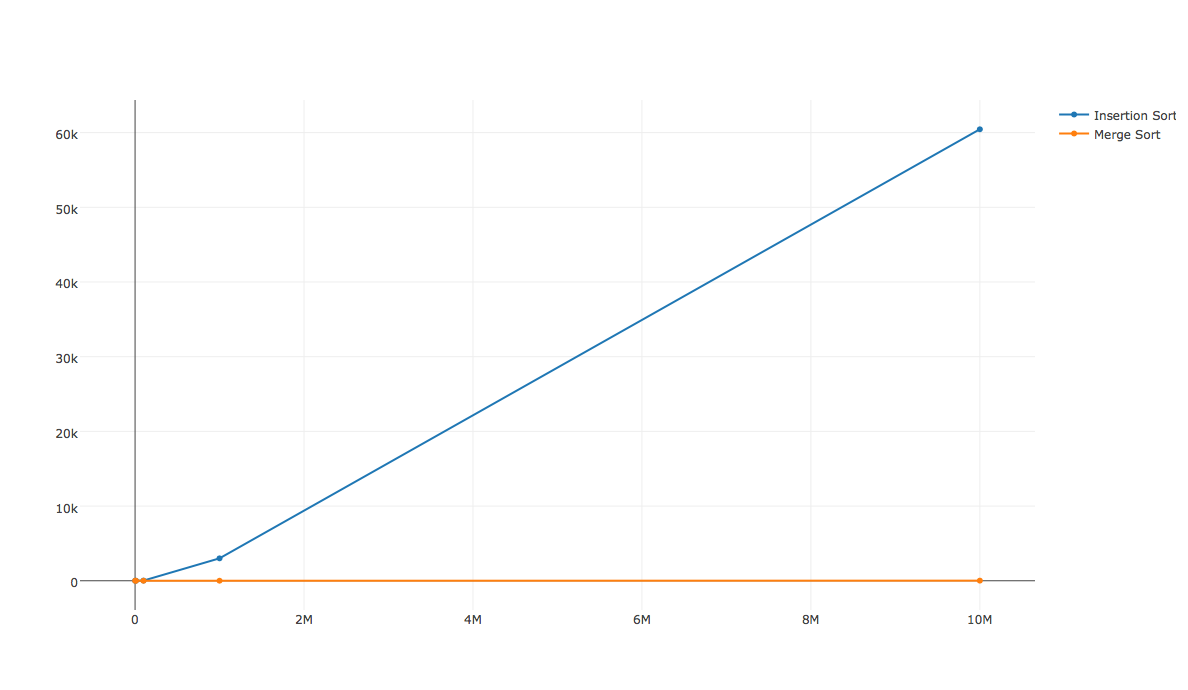 60k
50k
40k
30k
20k
10k
0
0 2M 4M 6M 8M 10M
Insertion Sort
Merge Sort